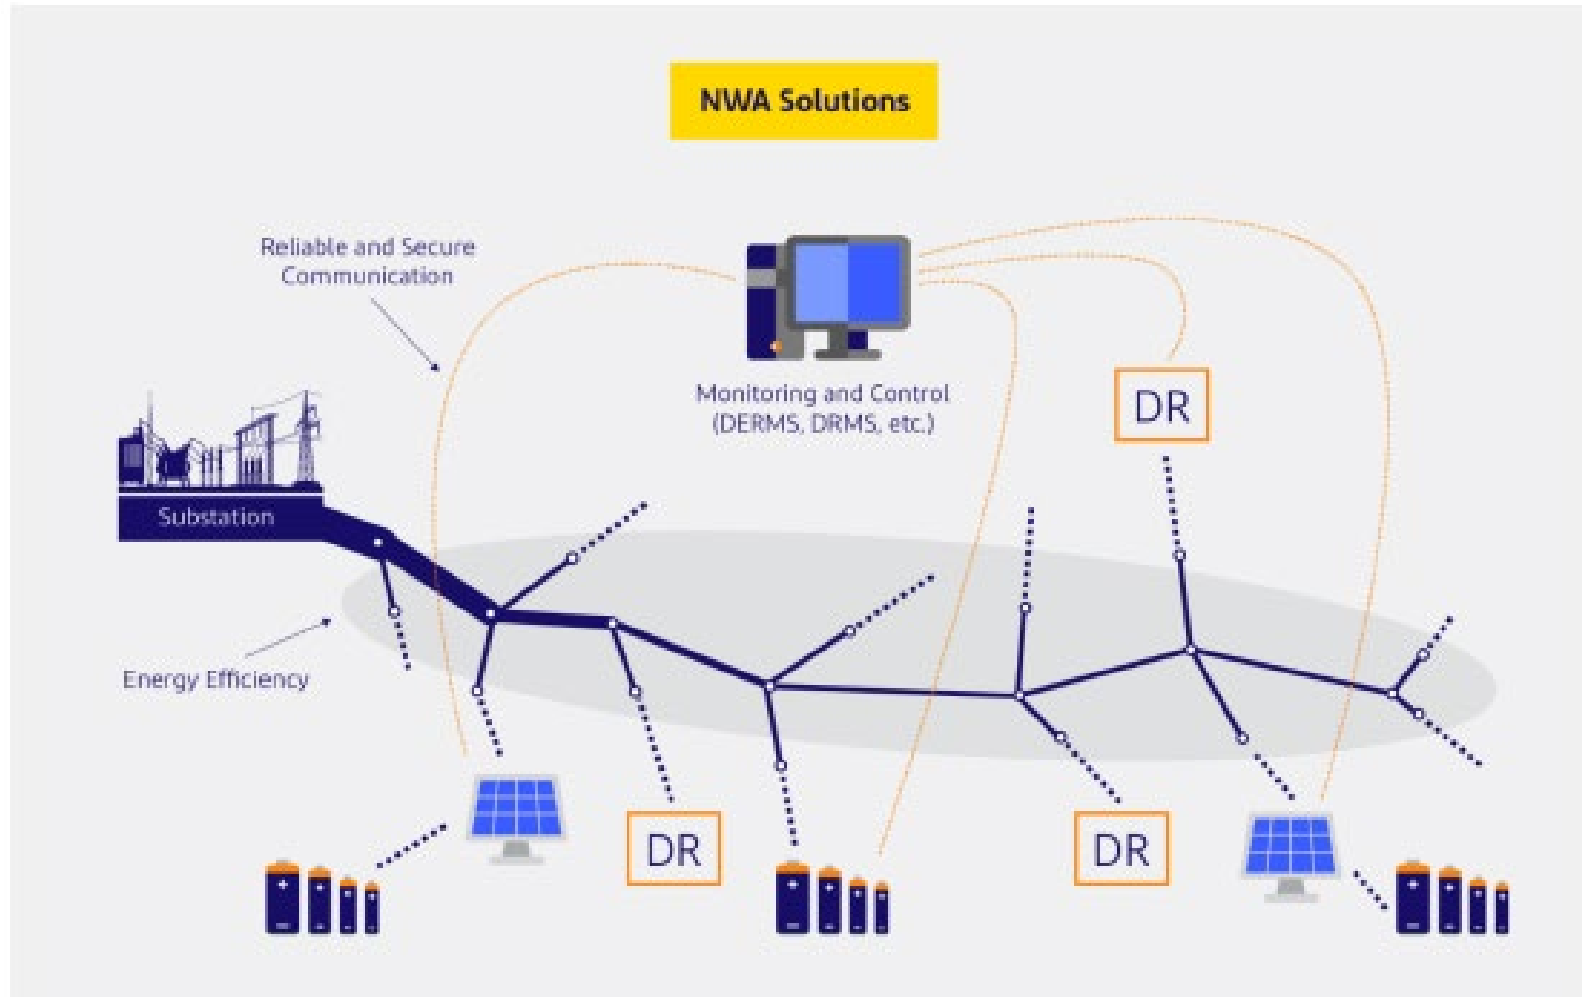 NWA Solutions
Reliable and Secure
Communication
Monitoring and Control
(DERMS, DRMS, etc.)
DR
Substation
Energy Efficiency
DR
DR